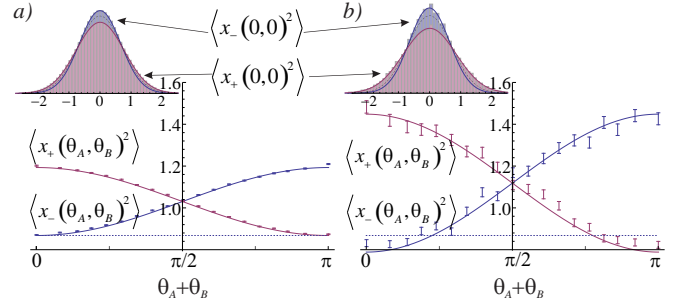 a)
⟨x₋(0,0)²⟩
⟨x₊(0,0)²⟩
-2 -1 0 1 2
1.6
1.4
1.2
1.0
⟨x₊(θ_A,θ_B)²⟩
⟨x₋(θ_A,θ_B)²⟩
0 π/2 π
θ_A+θ_B
b)
-2 -1 0 1 2
1.6
1.4
1.2
1.0
⟨x₊(θ_A,θ_B)²⟩
⟨x₋(θ_A,θ_B)²⟩
0 π/2 π
θ_A+θ_B